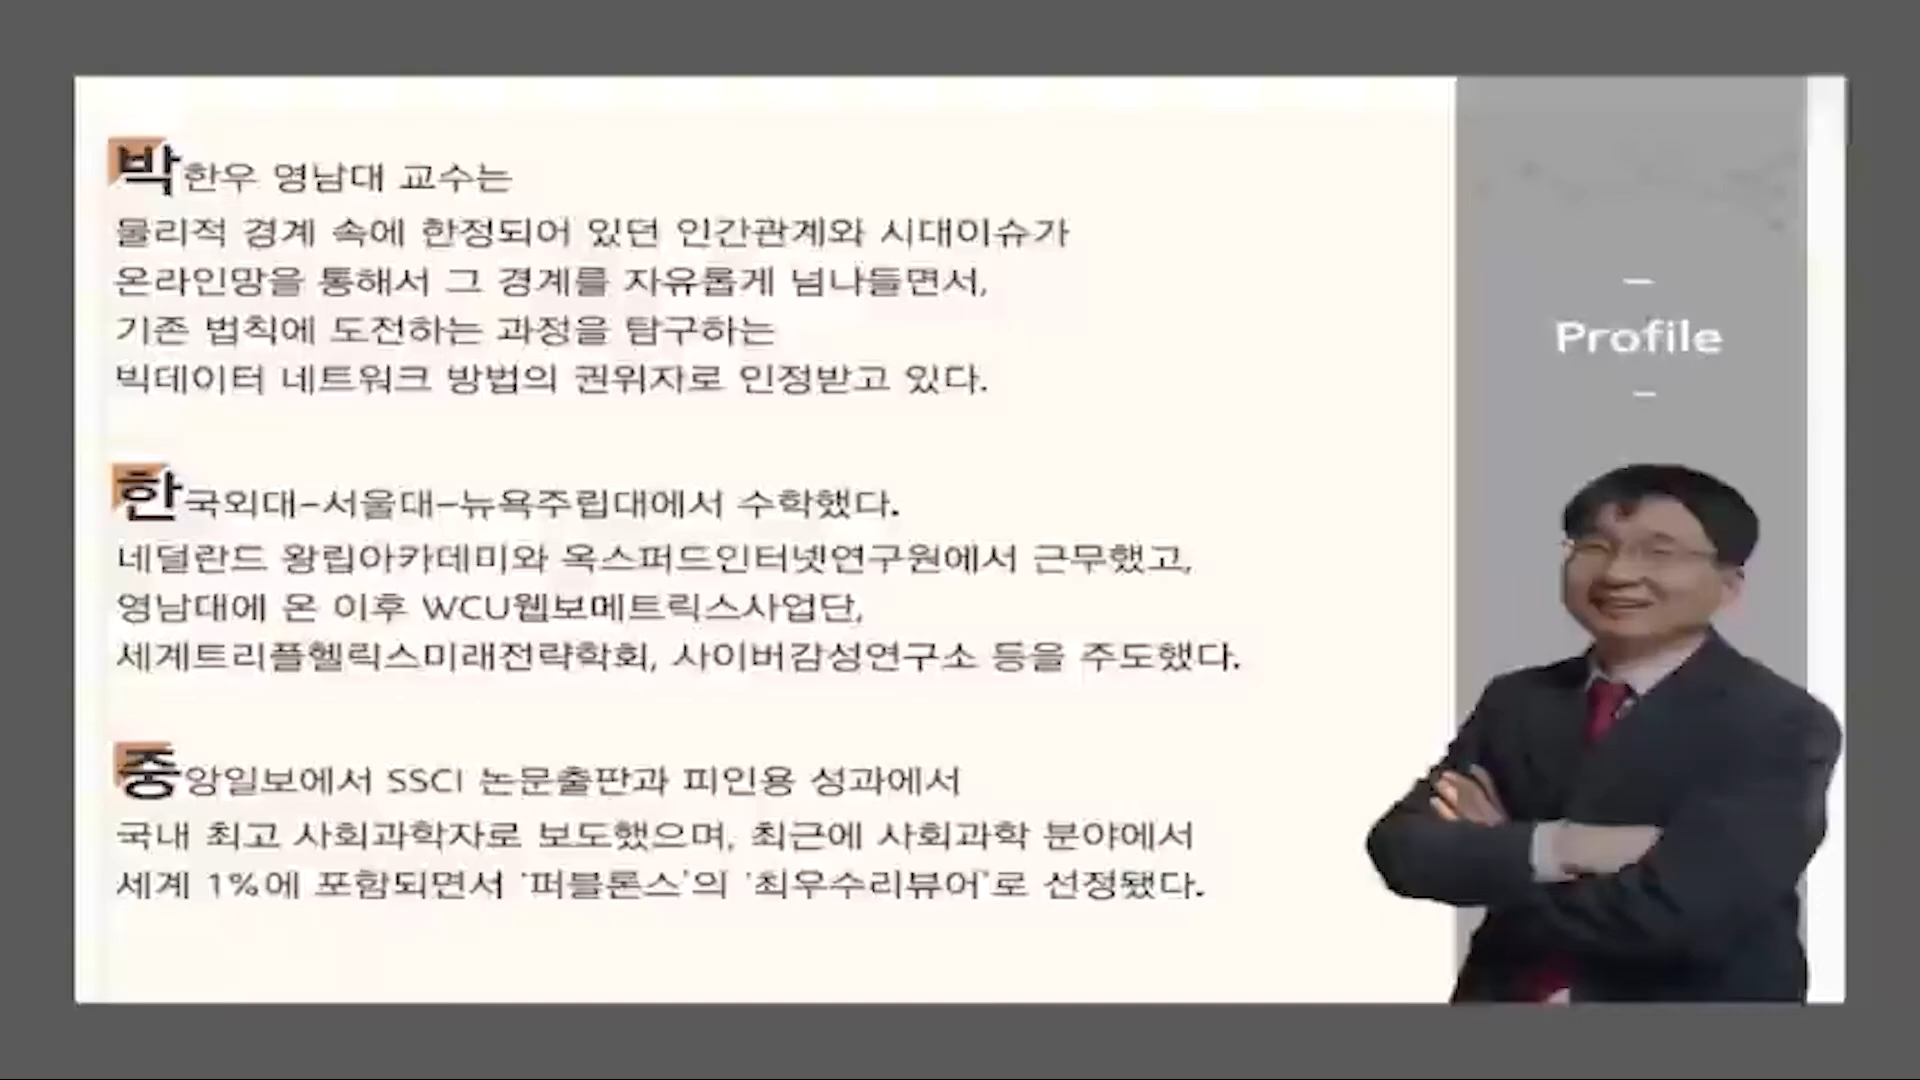 박한우 영남대 교수는
물리적 경계 속에 한정되어 있던 인간관계와 시대이슈가
온라인망을 통해서 그 경계를 자유롭게 넘나들면서,
기존 법칙에 도전하는 과정을 탐구하는
빅데이터 네트워크 방법의 권위자로 인정받고 있다.
한국외대-서울대-뉴욕주립대에서 수학했다.
네덜란드 왕립아카데미와 옥스퍼드인터넷연구원에서 근무했고,
영남대에 온 이후 WCU웹보메트릭스사업단,
세계트리플헬릭스미래전략학회, 사이버감성연구소 등을 주도했다.
중앙일보에서 SSCI 논문출판과 피인용 성과에서
국내 최고 사회과학자로 보도했으며, 최근에 사회과학 분야에서
세계 1%에 포함되면서 '퍼블론스'의 '최우수리뷰어'로 선정됐다.
Profile